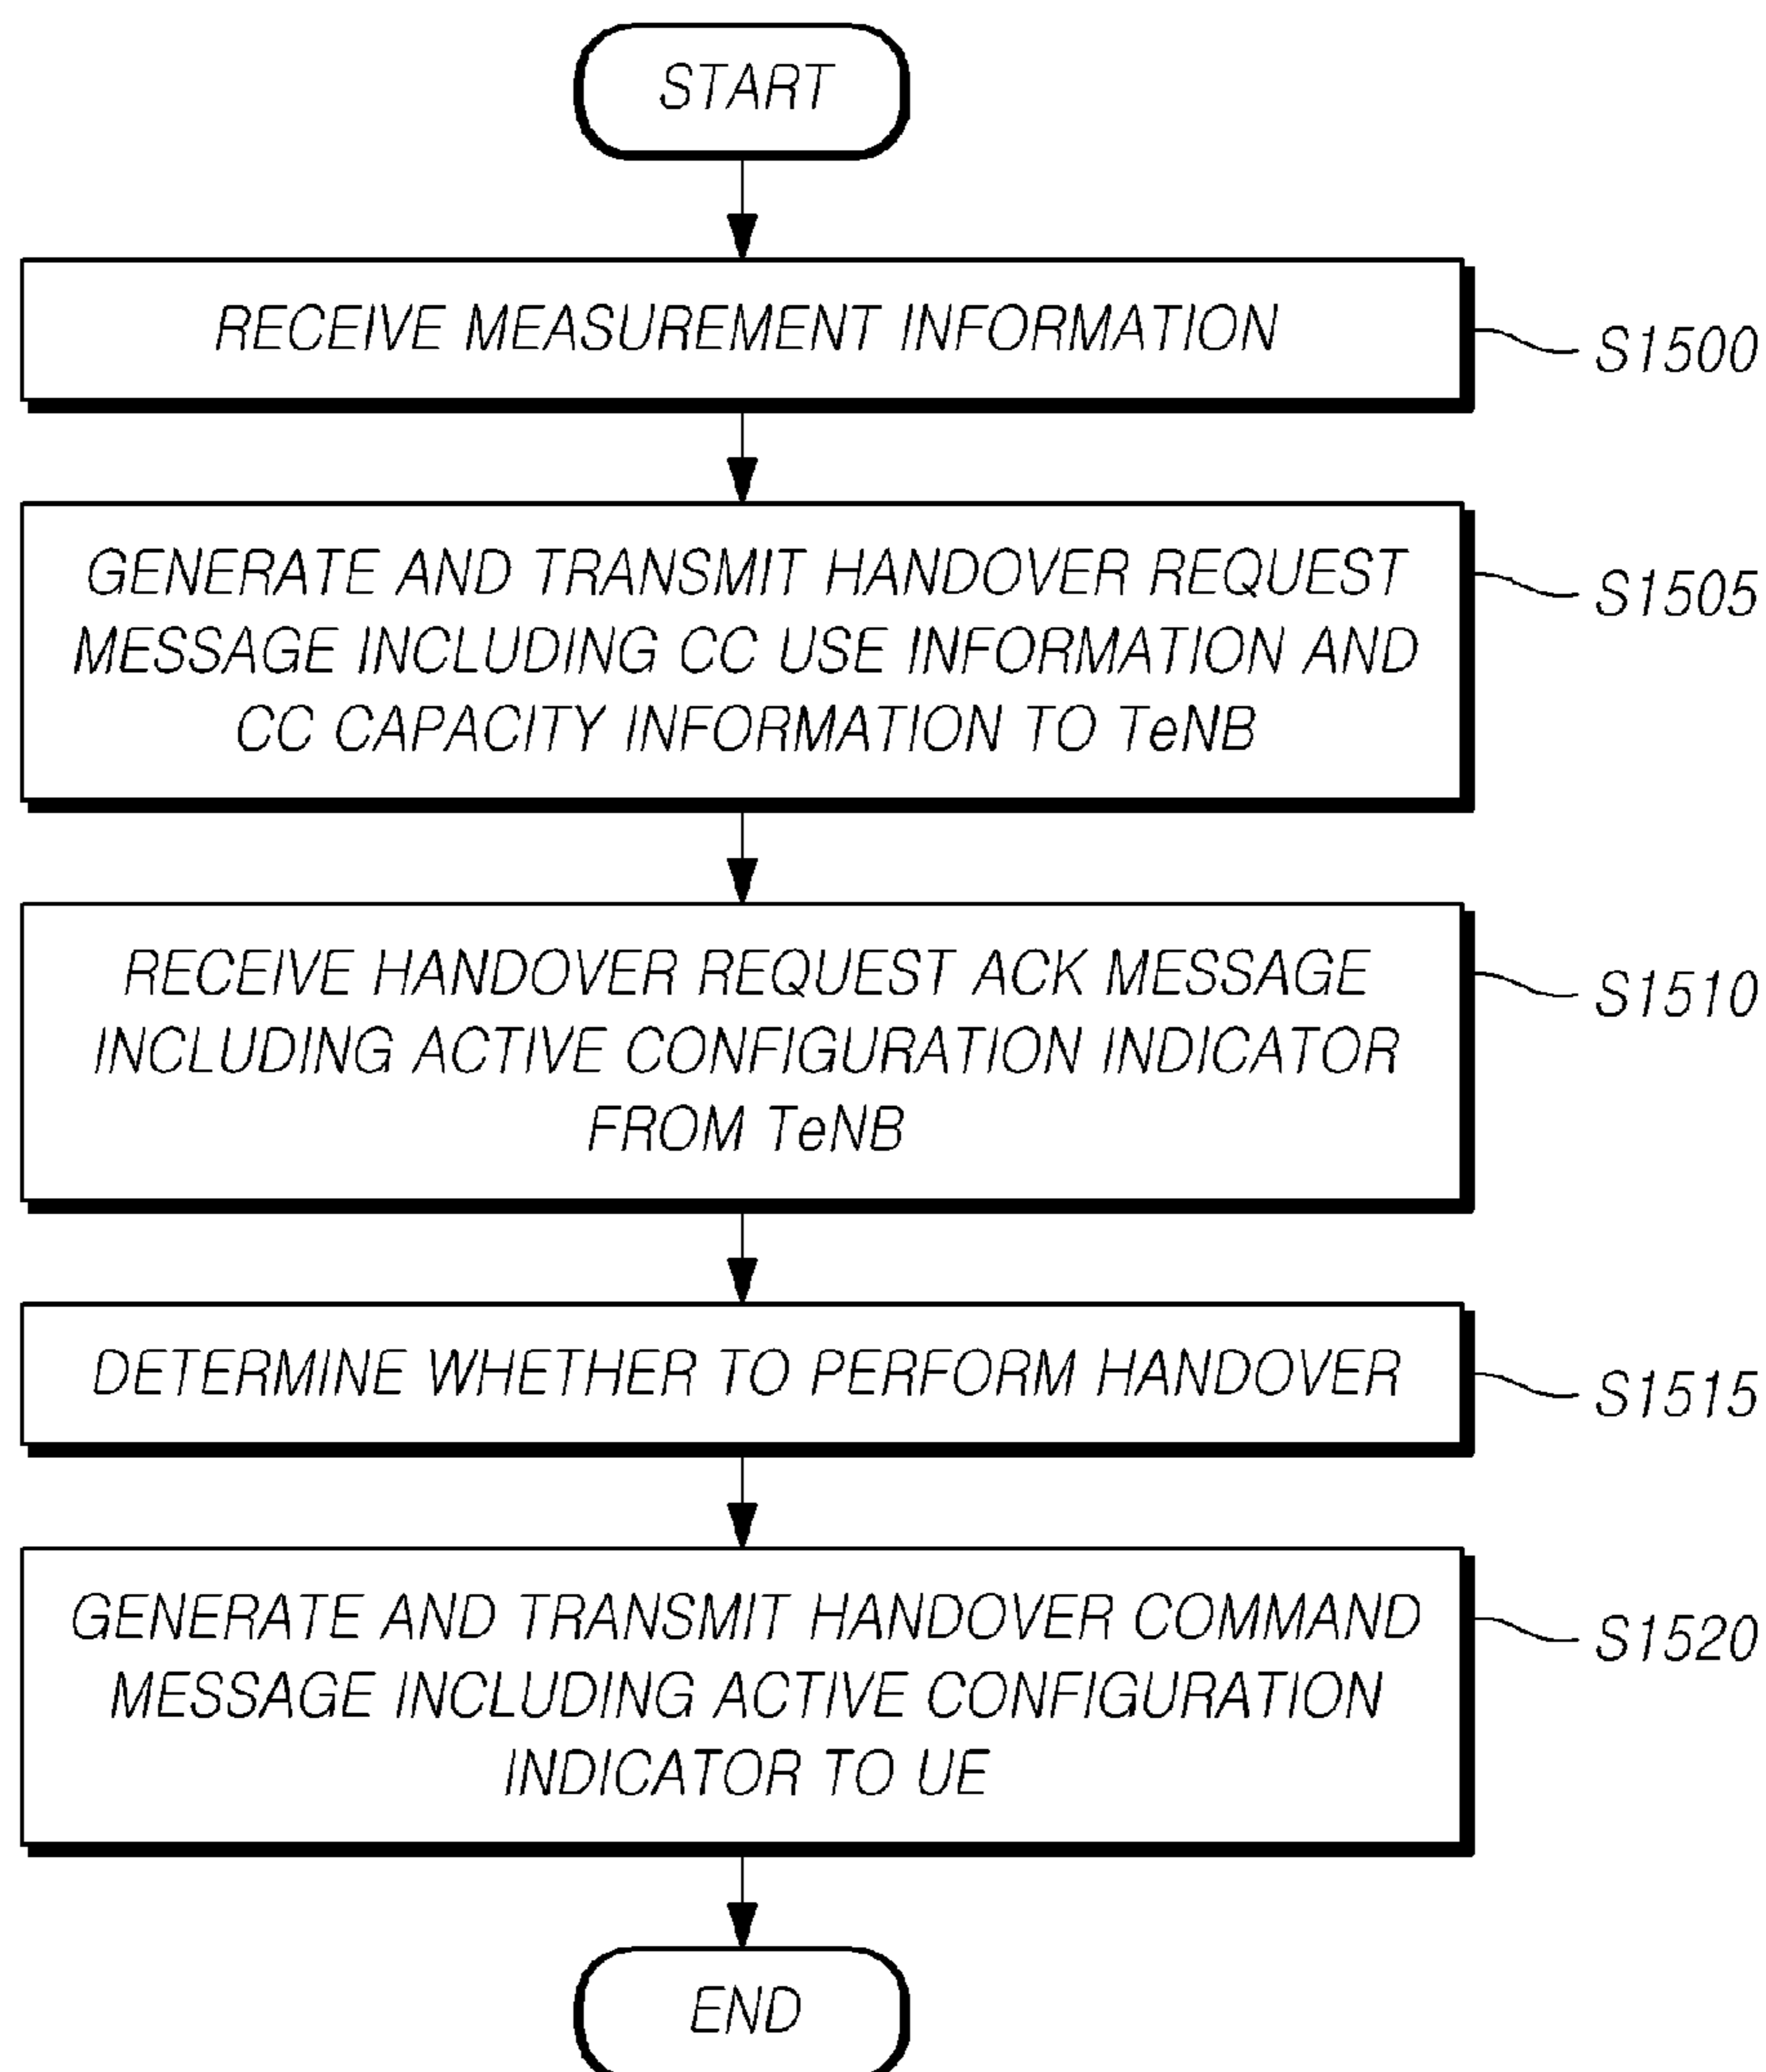 START
RECEIVE MEASUREMENT INFORMATION
S1500
GENERATE AND TRANSMIT HANDOVER REQUEST
MESSAGE INCLUDING CC USE INFORMATION AND
CC CAPACITY INFORMATION TO TeNB
S1505
RECEIVE HANDOVER REQUEST ACK MESSAGE
INCLUDING ACTIVE CONFIGURATION INDICATOR
FROM TeNB
S1510
DETERMINE WHETHER TO PERFORM HANDOVER
S1515
GENERATE AND TRANSMIT HANDOVER COMMAND
MESSAGE INCLUDING ACTIVE CONFIGURATION
INDICATOR TO UE
S1520
END